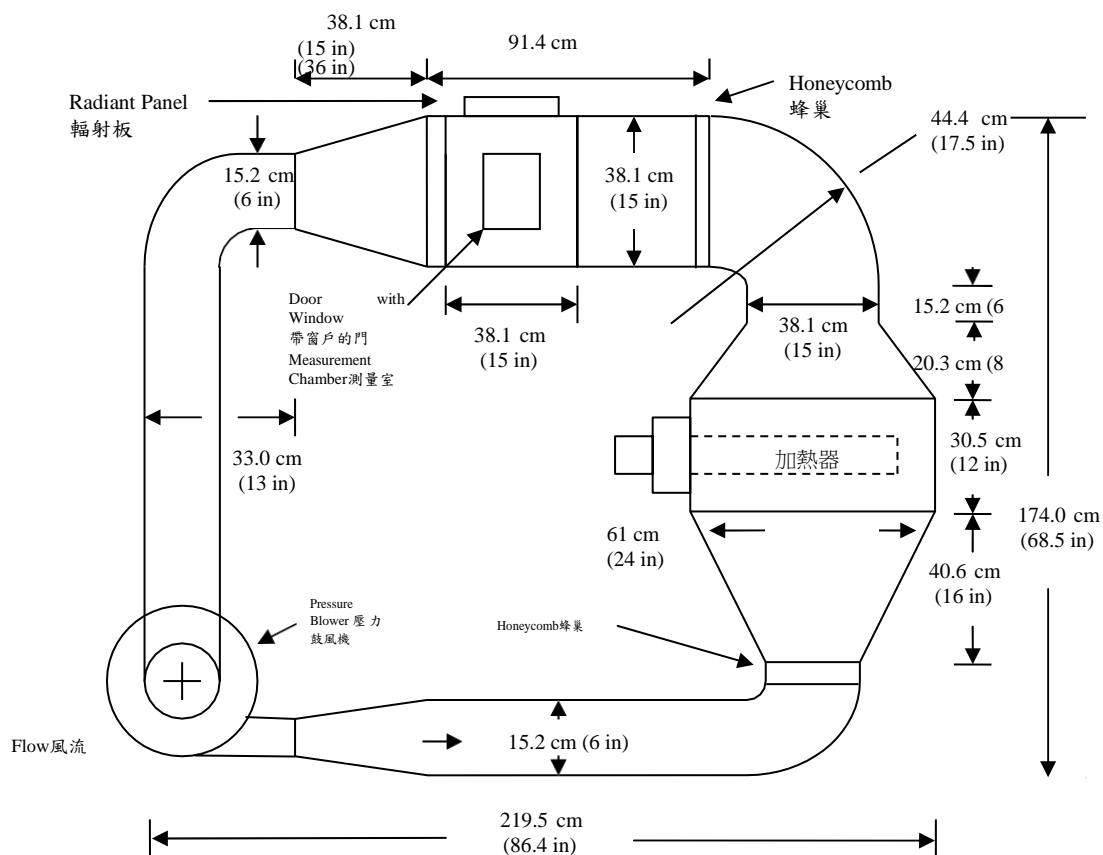 38.1 cm
(15 in)
(36 in)
91.4 cm
Radiant Panel
輻射板
Honeycomb
蜂巢
44.4 cm
(17.5 in)
15.2 cm
(6 in)
38.1 cm
(15 in)
Door with
Window
帶窗戶的門
Measurement
Chamber測量室
38.1 cm
(15 in)
38.1 cm
(15 in)
15.2 cm (6
20.3 cm (8
33.0 cm
(13 in)
加熱器
30.5 cm
(12 in)
61 cm
(24 in)
174.0 cm
(68.5 in)
40.6 cm
(16 in)
Pressure
Blower 壓力
鼓風機
Honeycomb蜂巢
Flow風流
15.2 cm (6 in)
219.5 cm
(86.4 in)